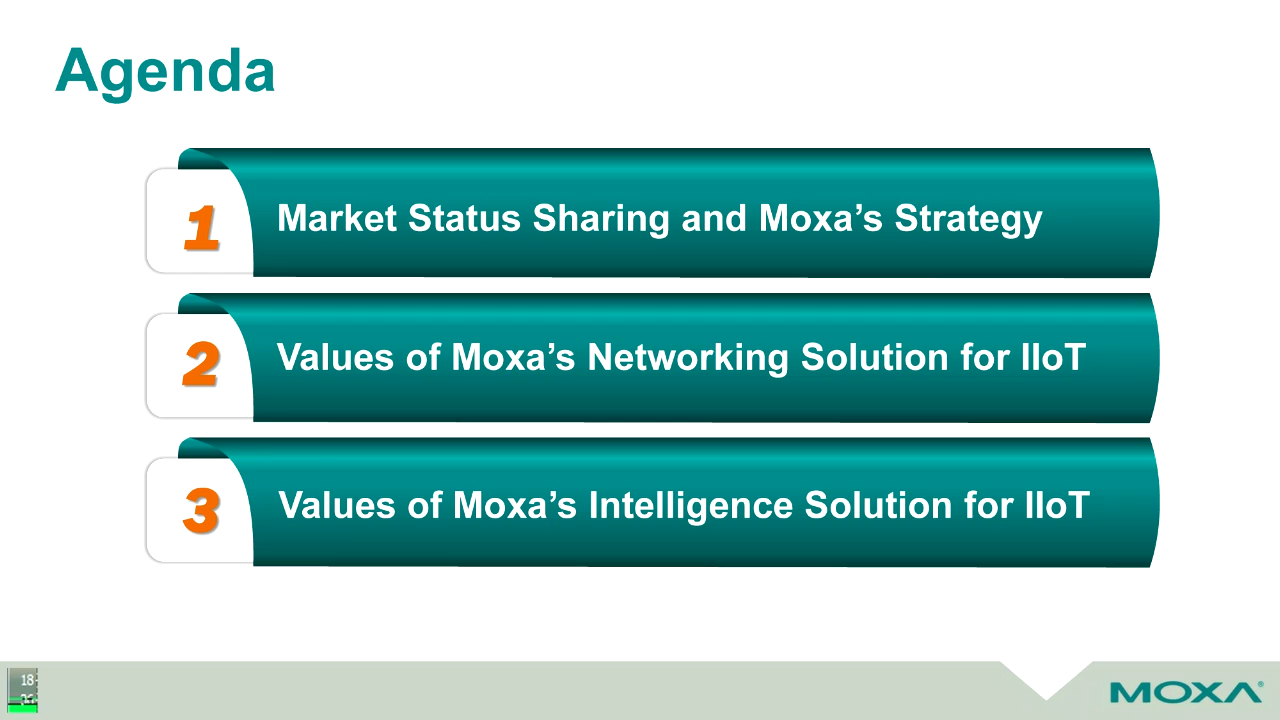 Agenda
1
Market Status Sharing and Moxa’s Strategy
2
Values of Moxa’s Networking Solution for IIoT
3
Values of Moxa’s Intelligence Solution for IIoT
18
MOXA®